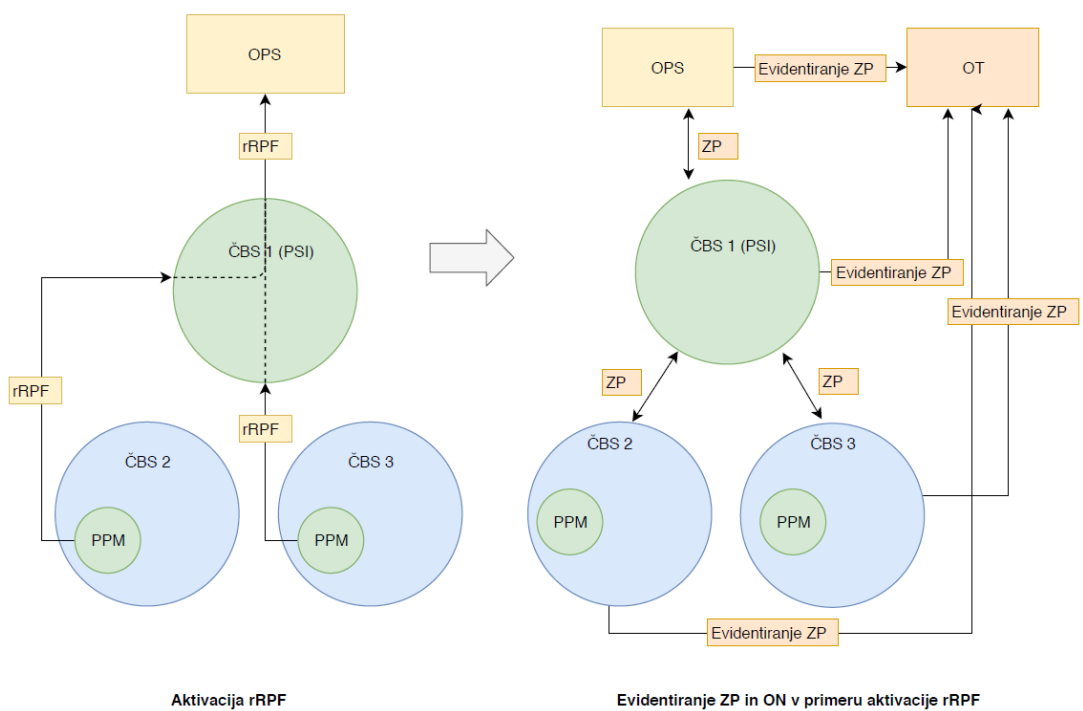 OPS
rRPF
ČBS 1 (PSI)
rRPF
rRPF
ČBS 2
ČBS 3
PPM
PPM
Aktivacija rRPF
OPS
Evidentiranje ZP
OT
ZP
ČBS 1 (PSI)
Evidentiranje ZP
Evidentiranje ZP
ZP
ZP
ČBS 2
ČBS 3
PPM
PPM
Evidentiranje ZP
Evidentiranje ZP in ON v primeru aktivacije rRPF